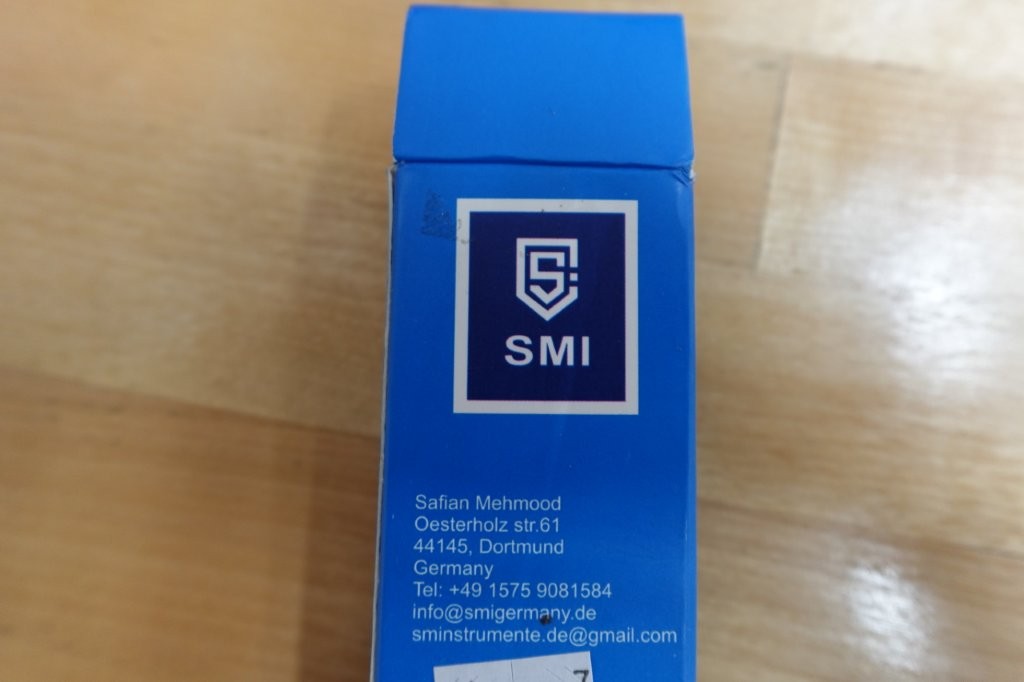 SMI
Safian Mehmood
Oesterholz str.61
44145, Dortmund
Germany
Tel: +49 1575 9081584
info@smigermany.de
sminstrumente.de@gmail.com
7